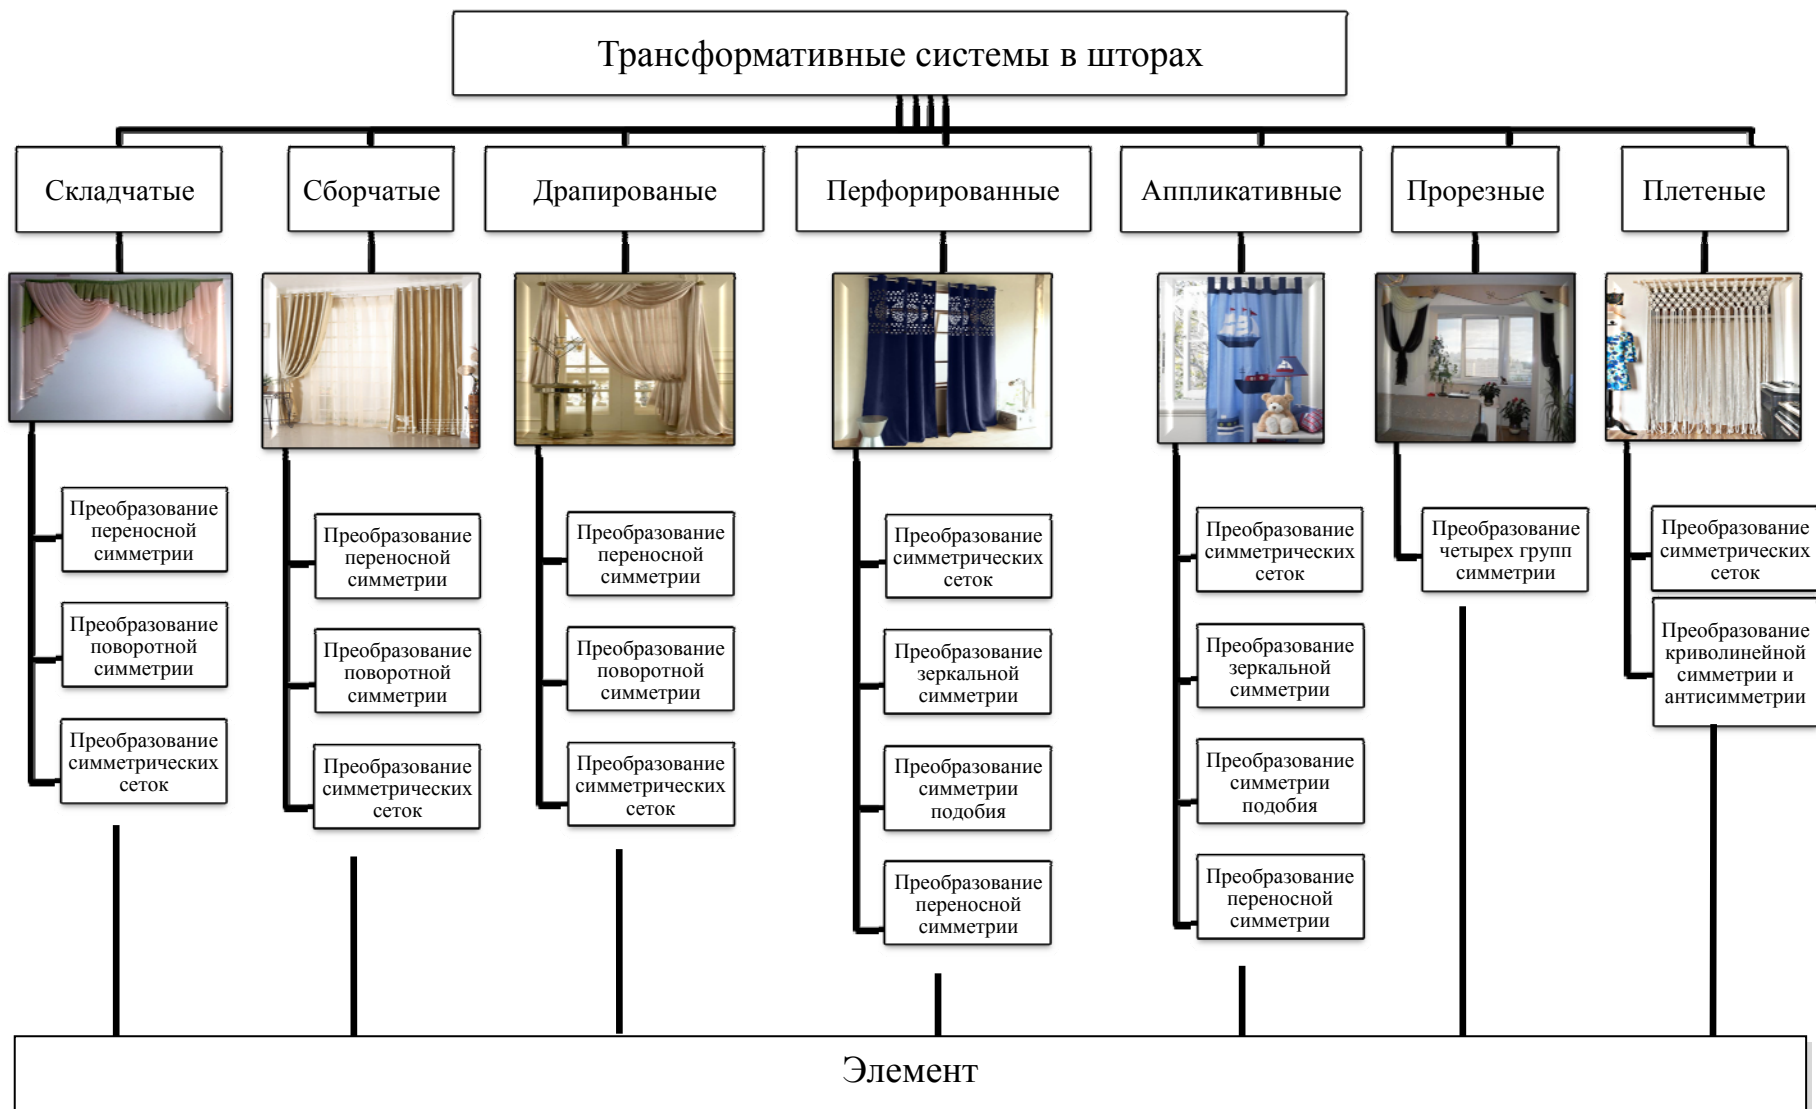 Трансформативные системы в шторах
Складчатые
Сборчатые
Драпированые
Перфорированные
Аппликативные
Прорезные
Плетеные
Преобразование
переносной
симметрии
Преобразование
поворотной
симметрии
Преобразование
симметрических
сеток
Преобразование
переносной
симметрии
Преобразование
поворотной
симметрии
Преобразование
симметрических
сеток
Преобразование
переносной
симметрии
Преобразование
поворотной
симметрии
Преобразование
симметрических
сеток
Преобразование
симметрических
сеток
Преобразование
зеркальной
симметрии
Преобразование
симметрии
подобия
Преобразование
переносной
симметрии
Преобразование
симметрических
сеток
Преобразование
зеркальной
симметрии
Преобразование
симметрии
подобия
Преобразование
переносной
симметрии
Преобразование
четырех групп
симметрии
Преобразование
симметрических
сеток
Преобразование
криволинейной
симметрии и
антисимметрии
Элемент